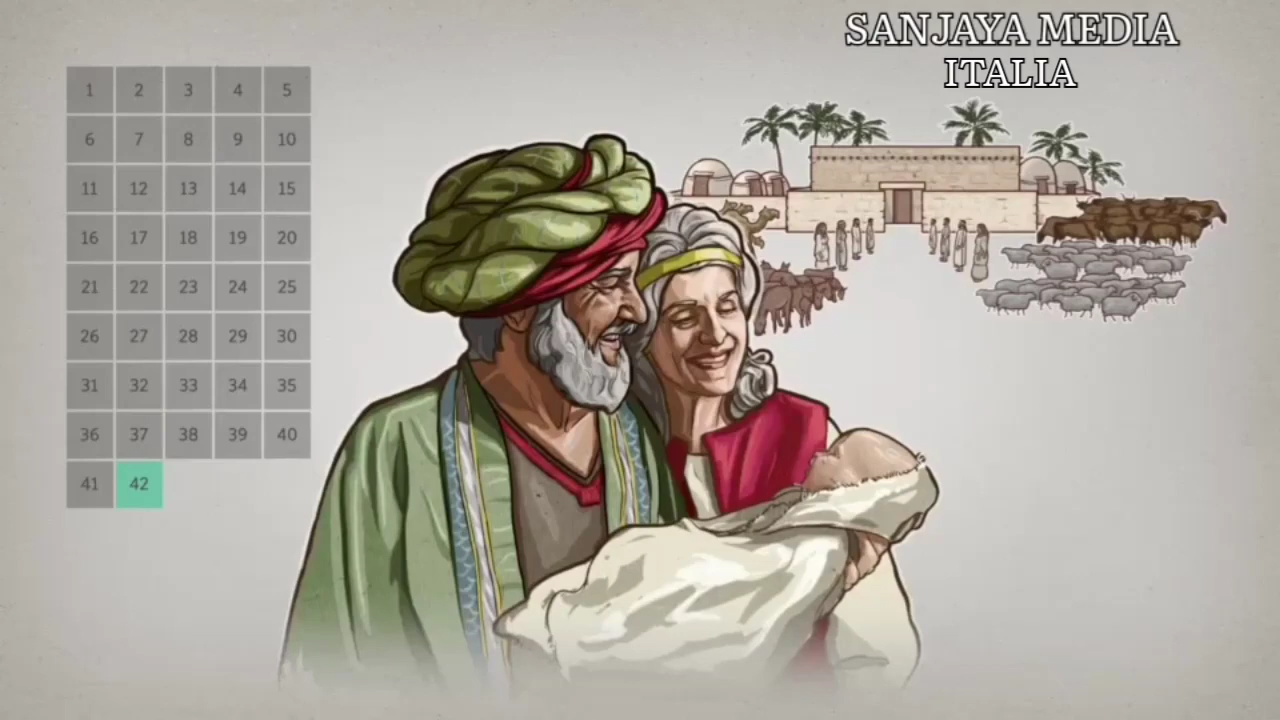 SANJAYA MEDIA
ITALIA
1 2 3 4 5
6 7 8 9 10
11 12 13 14 15
16 17 18 19 20
21 22 23 24 25
26 27 28 29 30
31 32 33 34 35
36 37 38 39 40
41 42